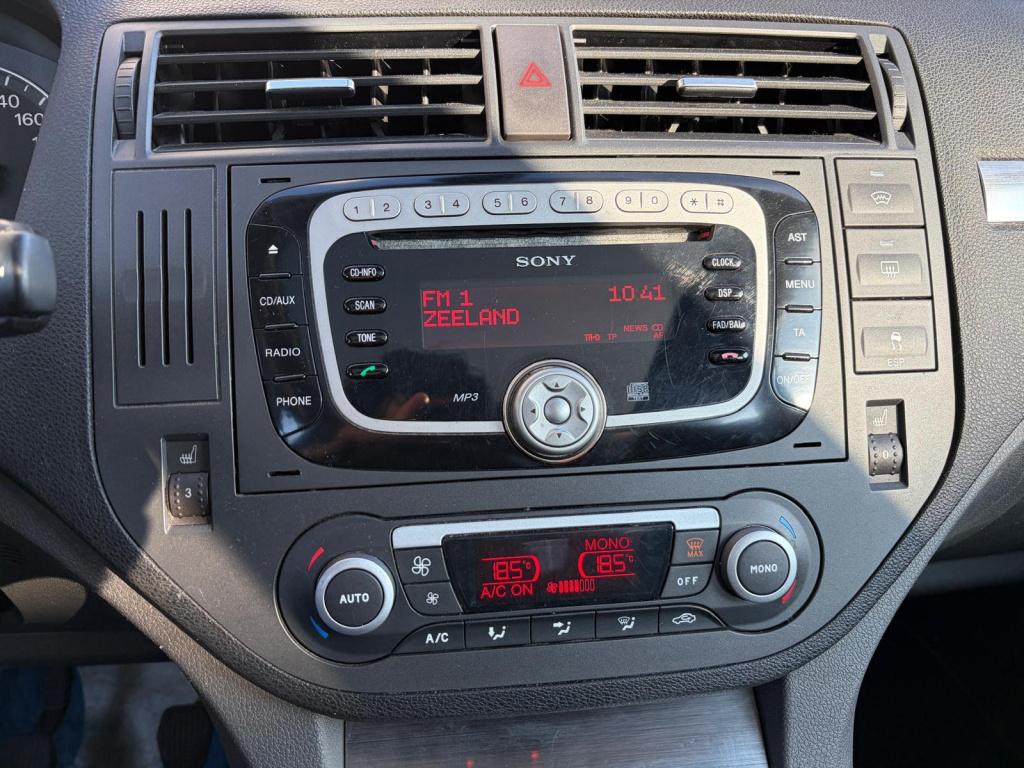 40
160
1 2 3 4 5 6 7 8 9 0 * #
SONY
CD-INFO
SCAN
TONE
CD/AUX
RADIO
PHONE
FM 1 10 41
ZEELAND
NEWS CD
TA-D TP AF
MP3
CLOCK
DSP
FAD/BAL
AST
MENU
TA
ON/OFF
ESP
3
0
AUTO
18.5°C
A/C ON
MONO
18.5°C
MAX
OFF
MONO
A/C